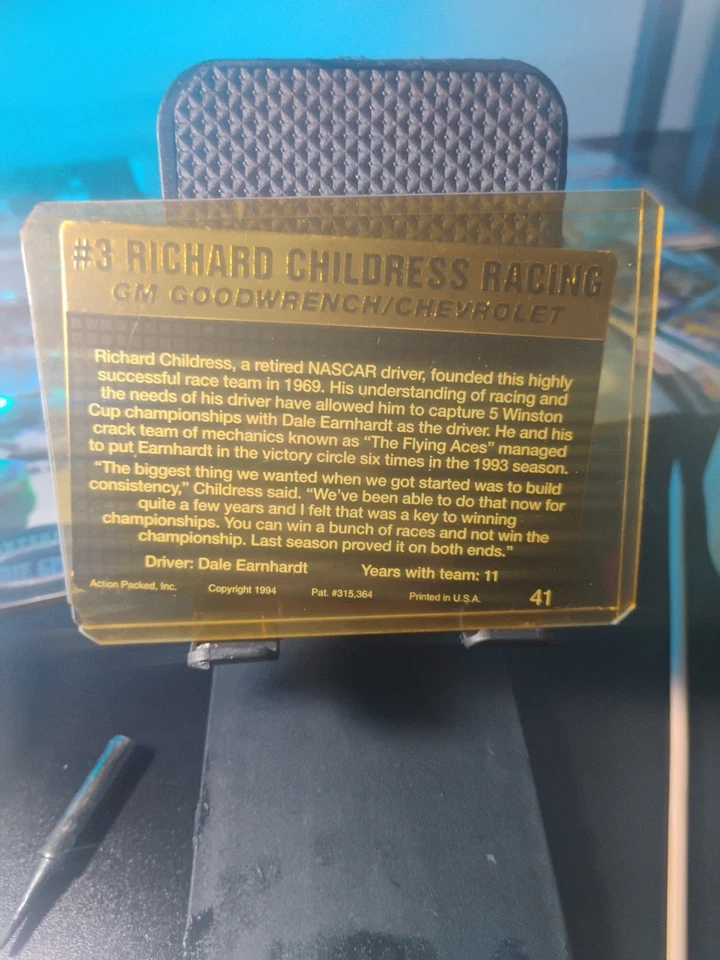 #3 RICHARD CHILDRESS RACING
GM GOODWRENCH/CHEVROLET
Richard Childress, a retired NASCAR driver, founded this highly
successful race team in 1969. His understanding of racing and
the needs of his driver have allowed him to capture 5 Winston
Cup championships with Dale Earnhardt as the driver. He and his
crack team of mechanics known as “The Flying Aces” managed
to put Earnhardt in the victory circle six times in the 1993 season.
“The biggest thing we wanted when we got started was to build
consistency,” Childress said. “We’ve been able to do that now for
quite a few years and I felt that was a key to winning
championships. You can win a bunch of races and not win the
championship. Last season proved it on both ends.”
Driver: Dale Earnhardt Years with team: 11
Action Packed, Inc. Copyright 1994 Pat. #315,364 Printed in U.S.A. 41